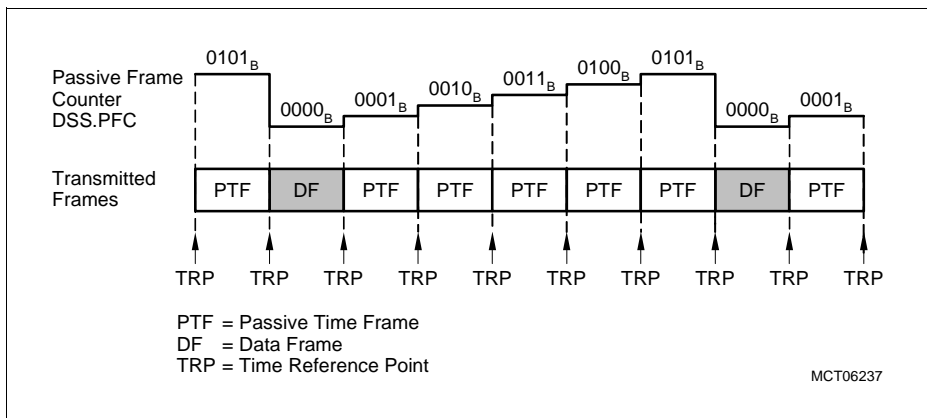 0101B 0000B 0001B 0010B 0011B 0100B 0101B 0000B 0001B
Passive Frame
Counter
DSS.PFC
Transmitted
Frames
PTF DF PTF PTF PTF PTF PTF DF PTF
TRP TRP TRP TRP TRP TRP TRP TRP TRP TRP
PTF = Passive Time Frame
DF = Data Frame
TRP = Time Reference Point
MCT06237